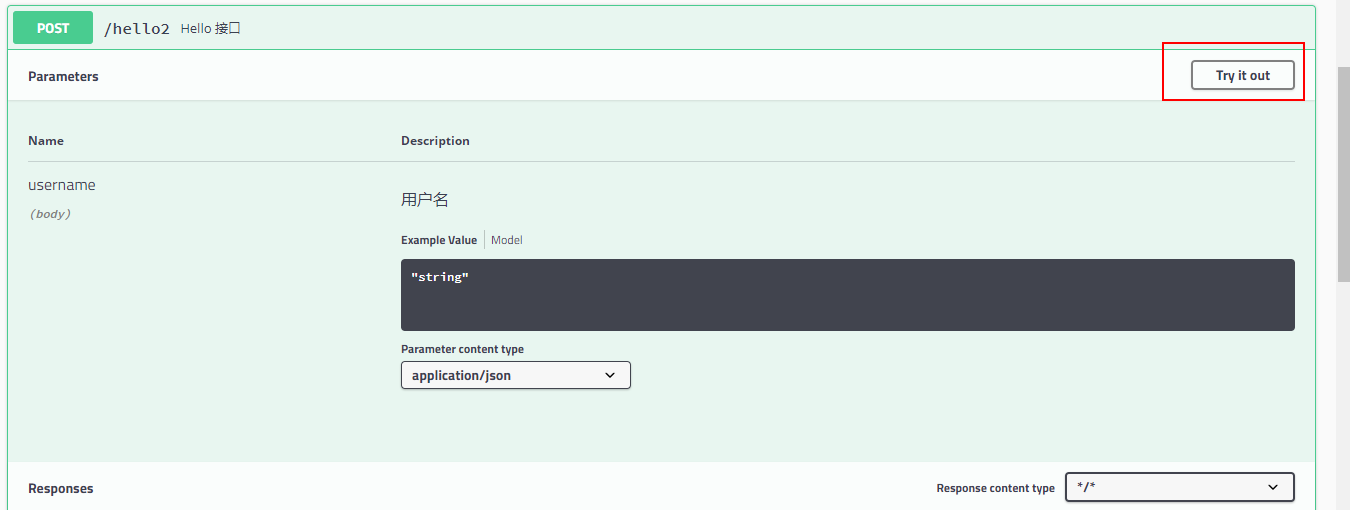 POST /hello2 Hello 接口
Parameters Try it out
Name Description
username 用户名
(body)
Example Value Model
"string"
Parameter content type
application/json
Responses Response content type */*